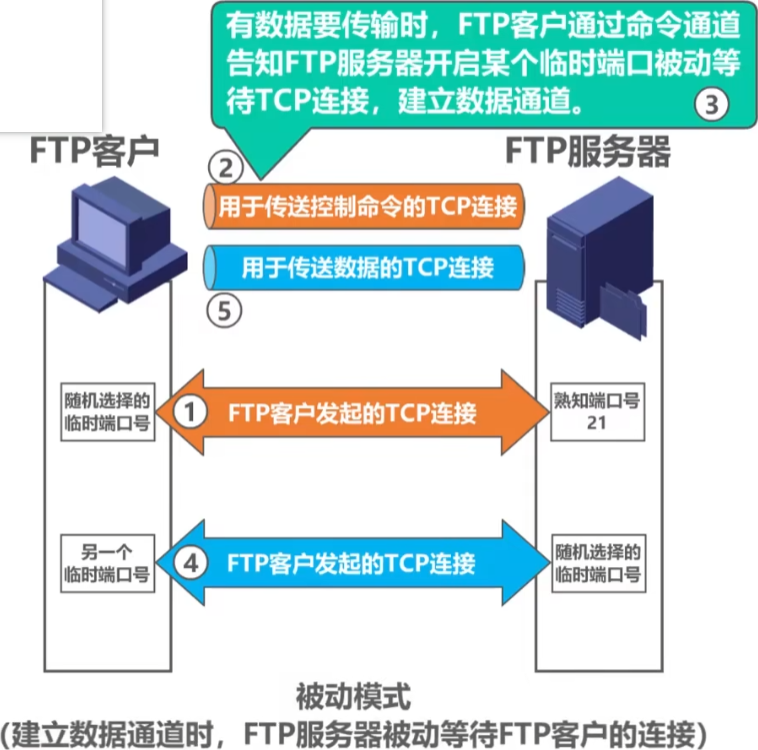 有数据要传输时，FTP客户通过命令通道
告知FTP服务器开启某个临时端口被动等
待TCP连接，建立数据通道。
③
FTP客户
FTP服务器
②
用于传送控制命令的TCP连接
用于传送数据的TCP连接
⑤
随机选择的
临时端口号
①
FTP客户发起的TCP连接
熟知端口号
21
另一个
临时端口号
④
FTP客户发起的TCP连接
随机选择的
临时端口号
被动模式
(建立数据通道时，FTP服务器被动等待FTP客户的连接)